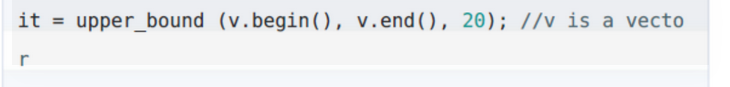 it = upper_bound (v.begin(), v.end(), 20); //v is a vecto
r